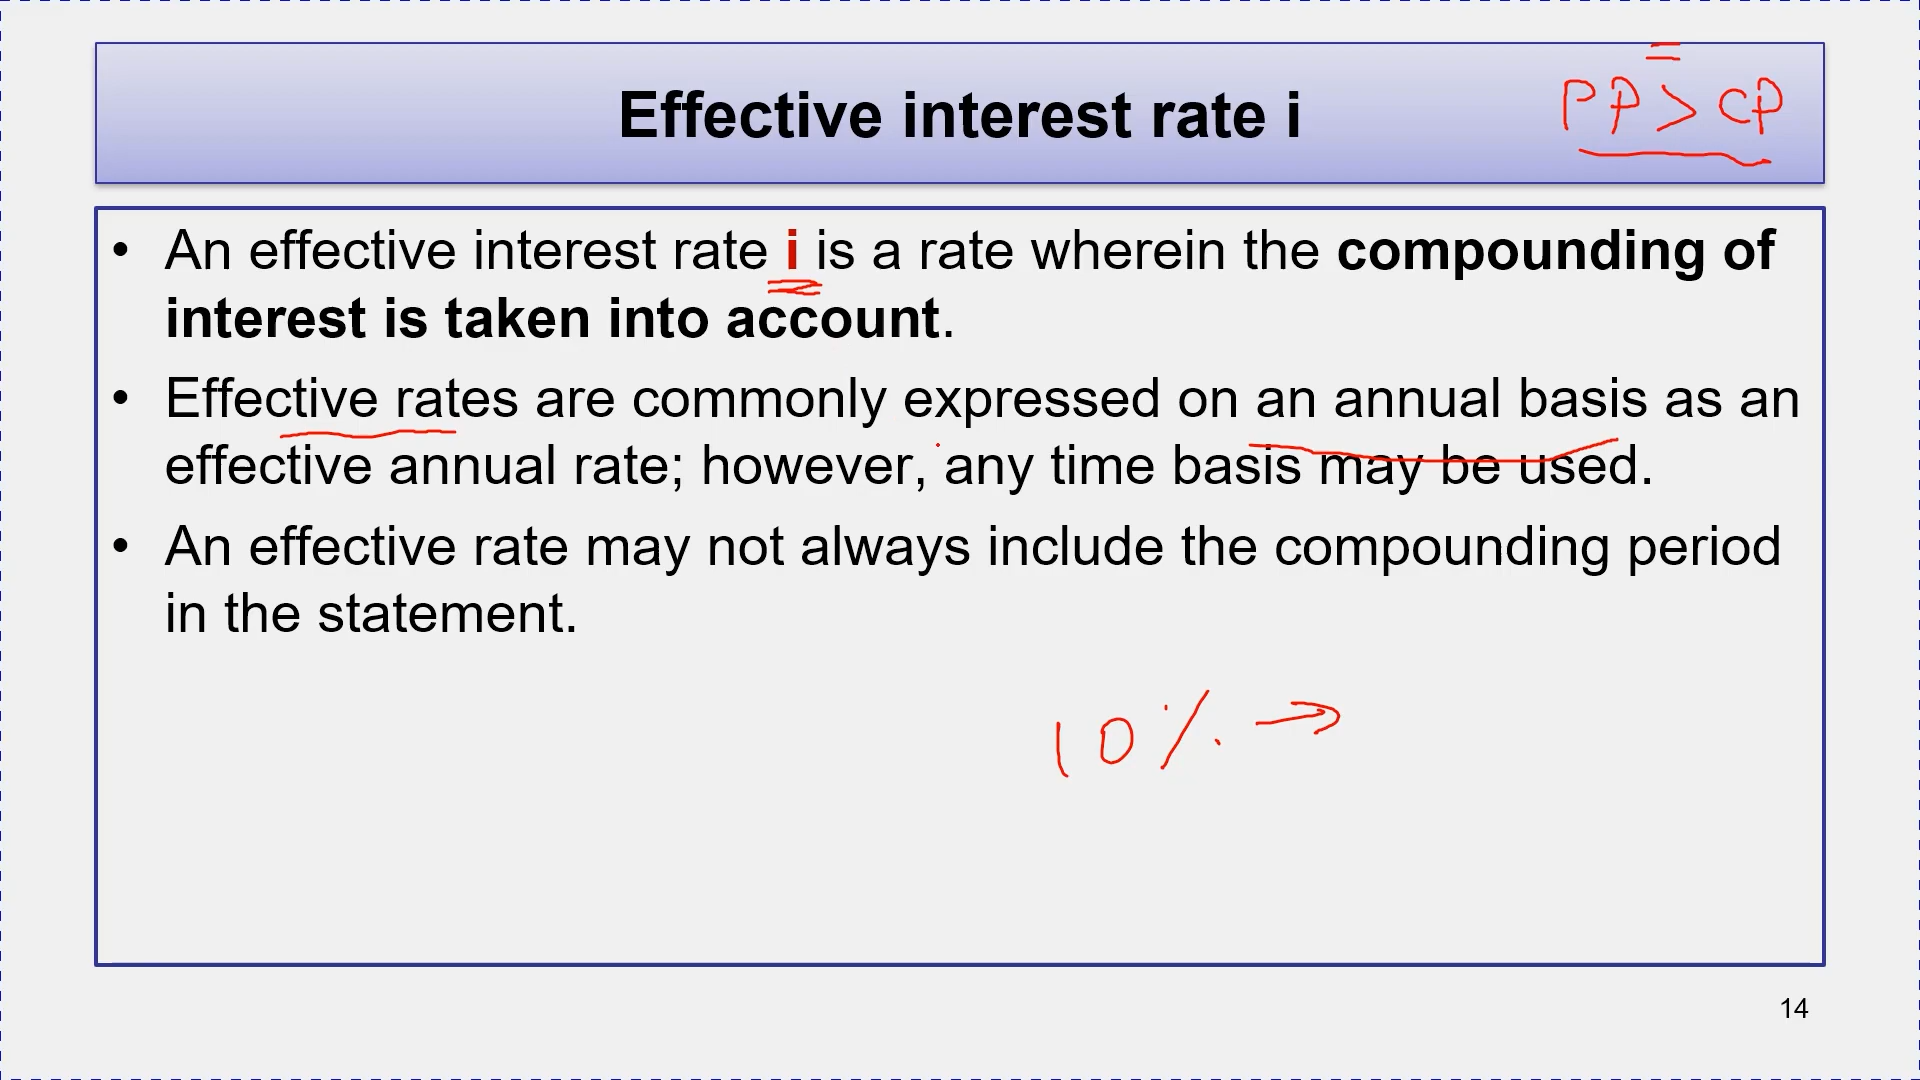 Effective interest rate i
PP > CP
• An effective interest rate i is a rate wherein the compounding of
interest is taken into account.
• Effective rates are commonly expressed on an annual basis as an
effective annual rate; however, any time basis may be used.
• An effective rate may not always include the compounding period
in the statement.
10% →
14